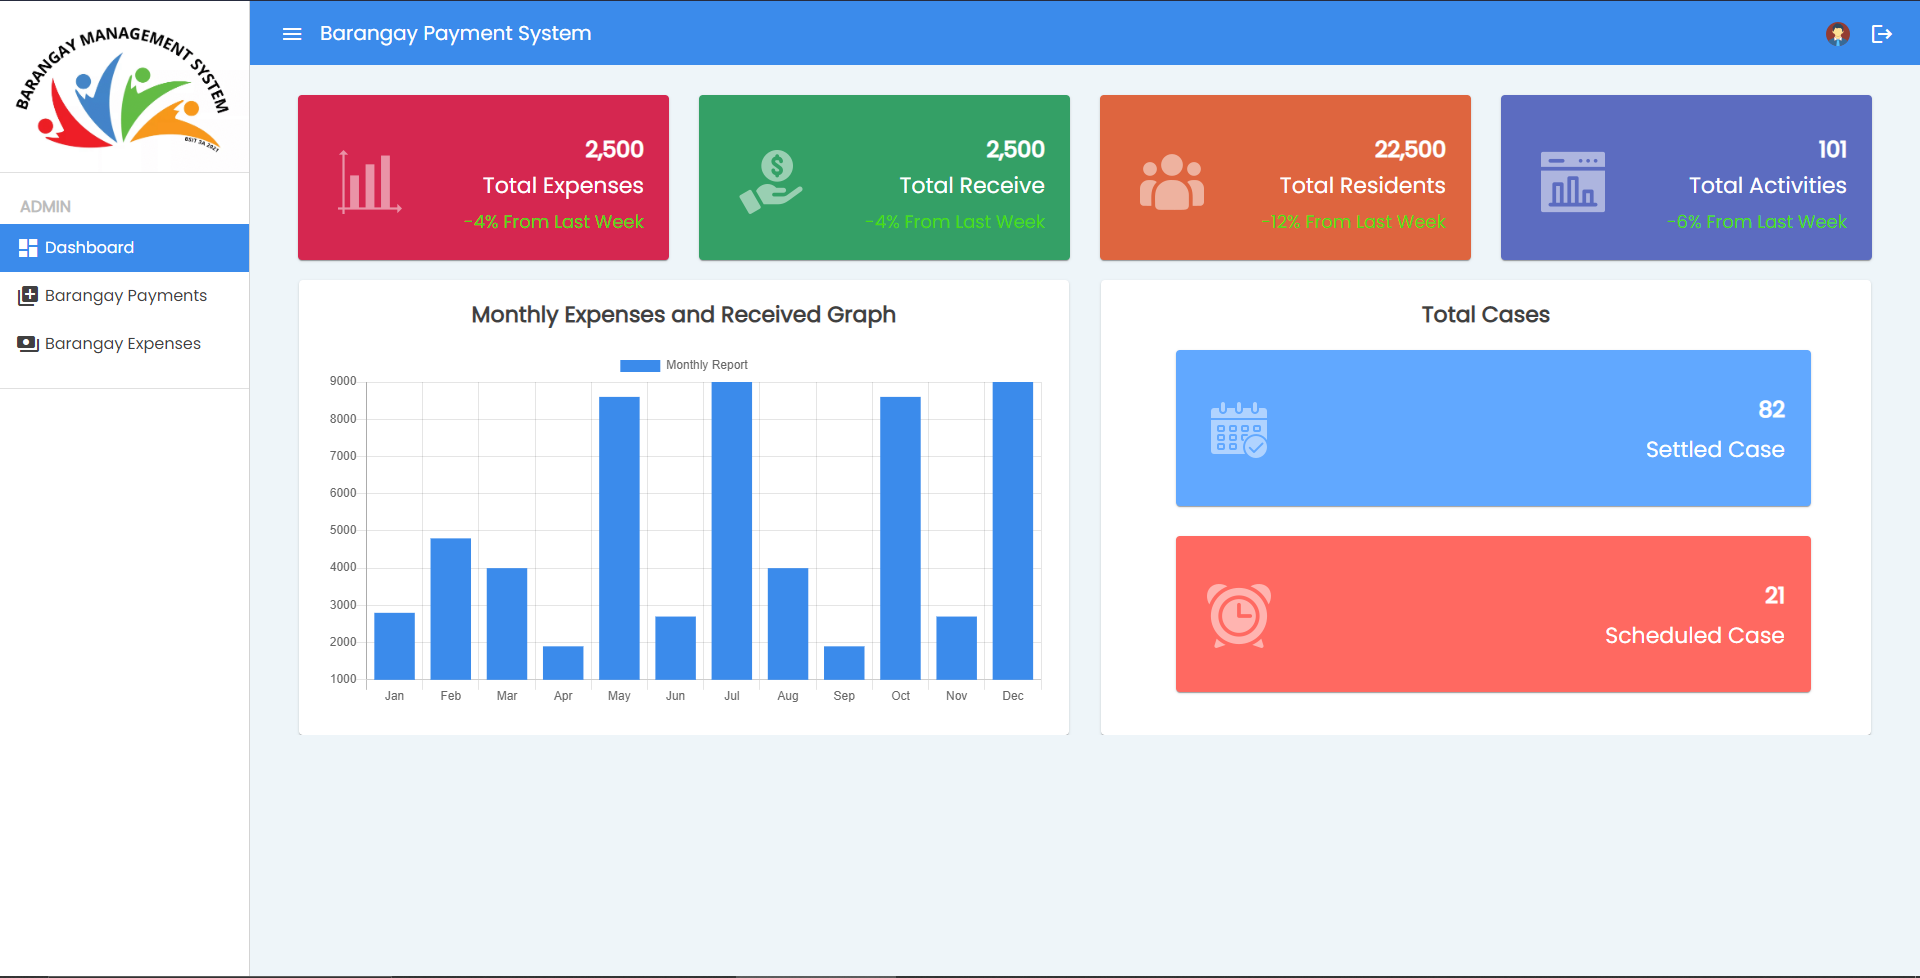 BARANGAY MANAGEMENT SYSTEM
BSIT 3A 2021
Barangay Payment System
ADMIN
Dashboard
Barangay Payments
Barangay Expenses
2,500
Total Expenses
-4% From Last Week
2,500
Total Receive
-4% From Last Week
22,500
Total Residents
-12% From Last Week
101
Total Activities
-6% From Last Week
Monthly Expenses and Received Graph
Monthly Report
9000
8000
7000
6000
5000
4000
3000
2000
1000
Jan Feb Mar Apr May Jun Jul Aug Sep Oct Nov Dec
Total Cases
82
Settled Case
21
Scheduled Case